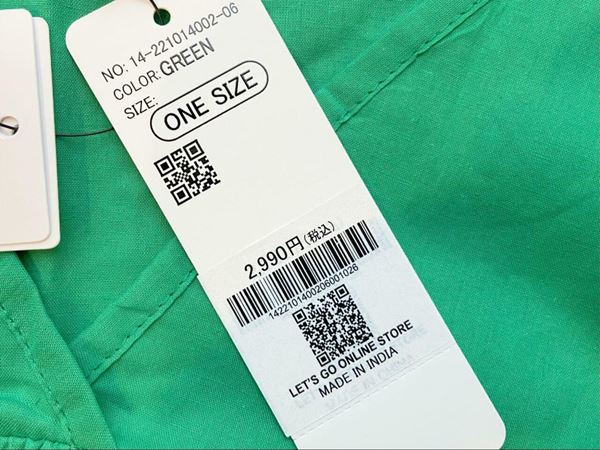 NO: 14-221014002-06
COLOR: GREEN
SIZE: ONE SIZE
2,990円(税込)
1422101400206001026
LET'S GO ONLINE STORE
MADE IN INDIA